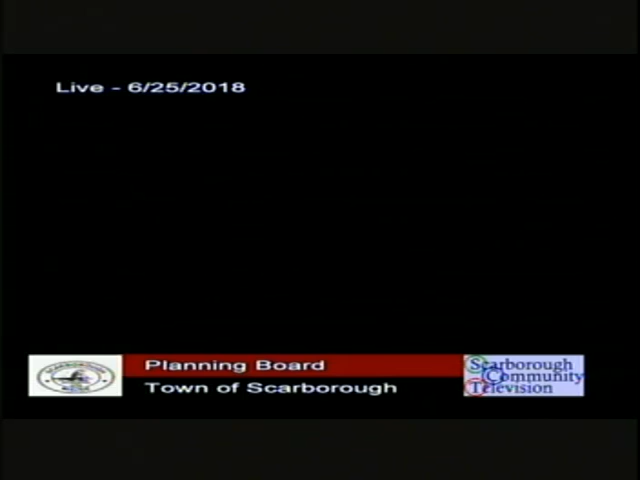 Live - 6/25/2018
Planning Board
Town of Scarborough
Scarborough
Community
Television